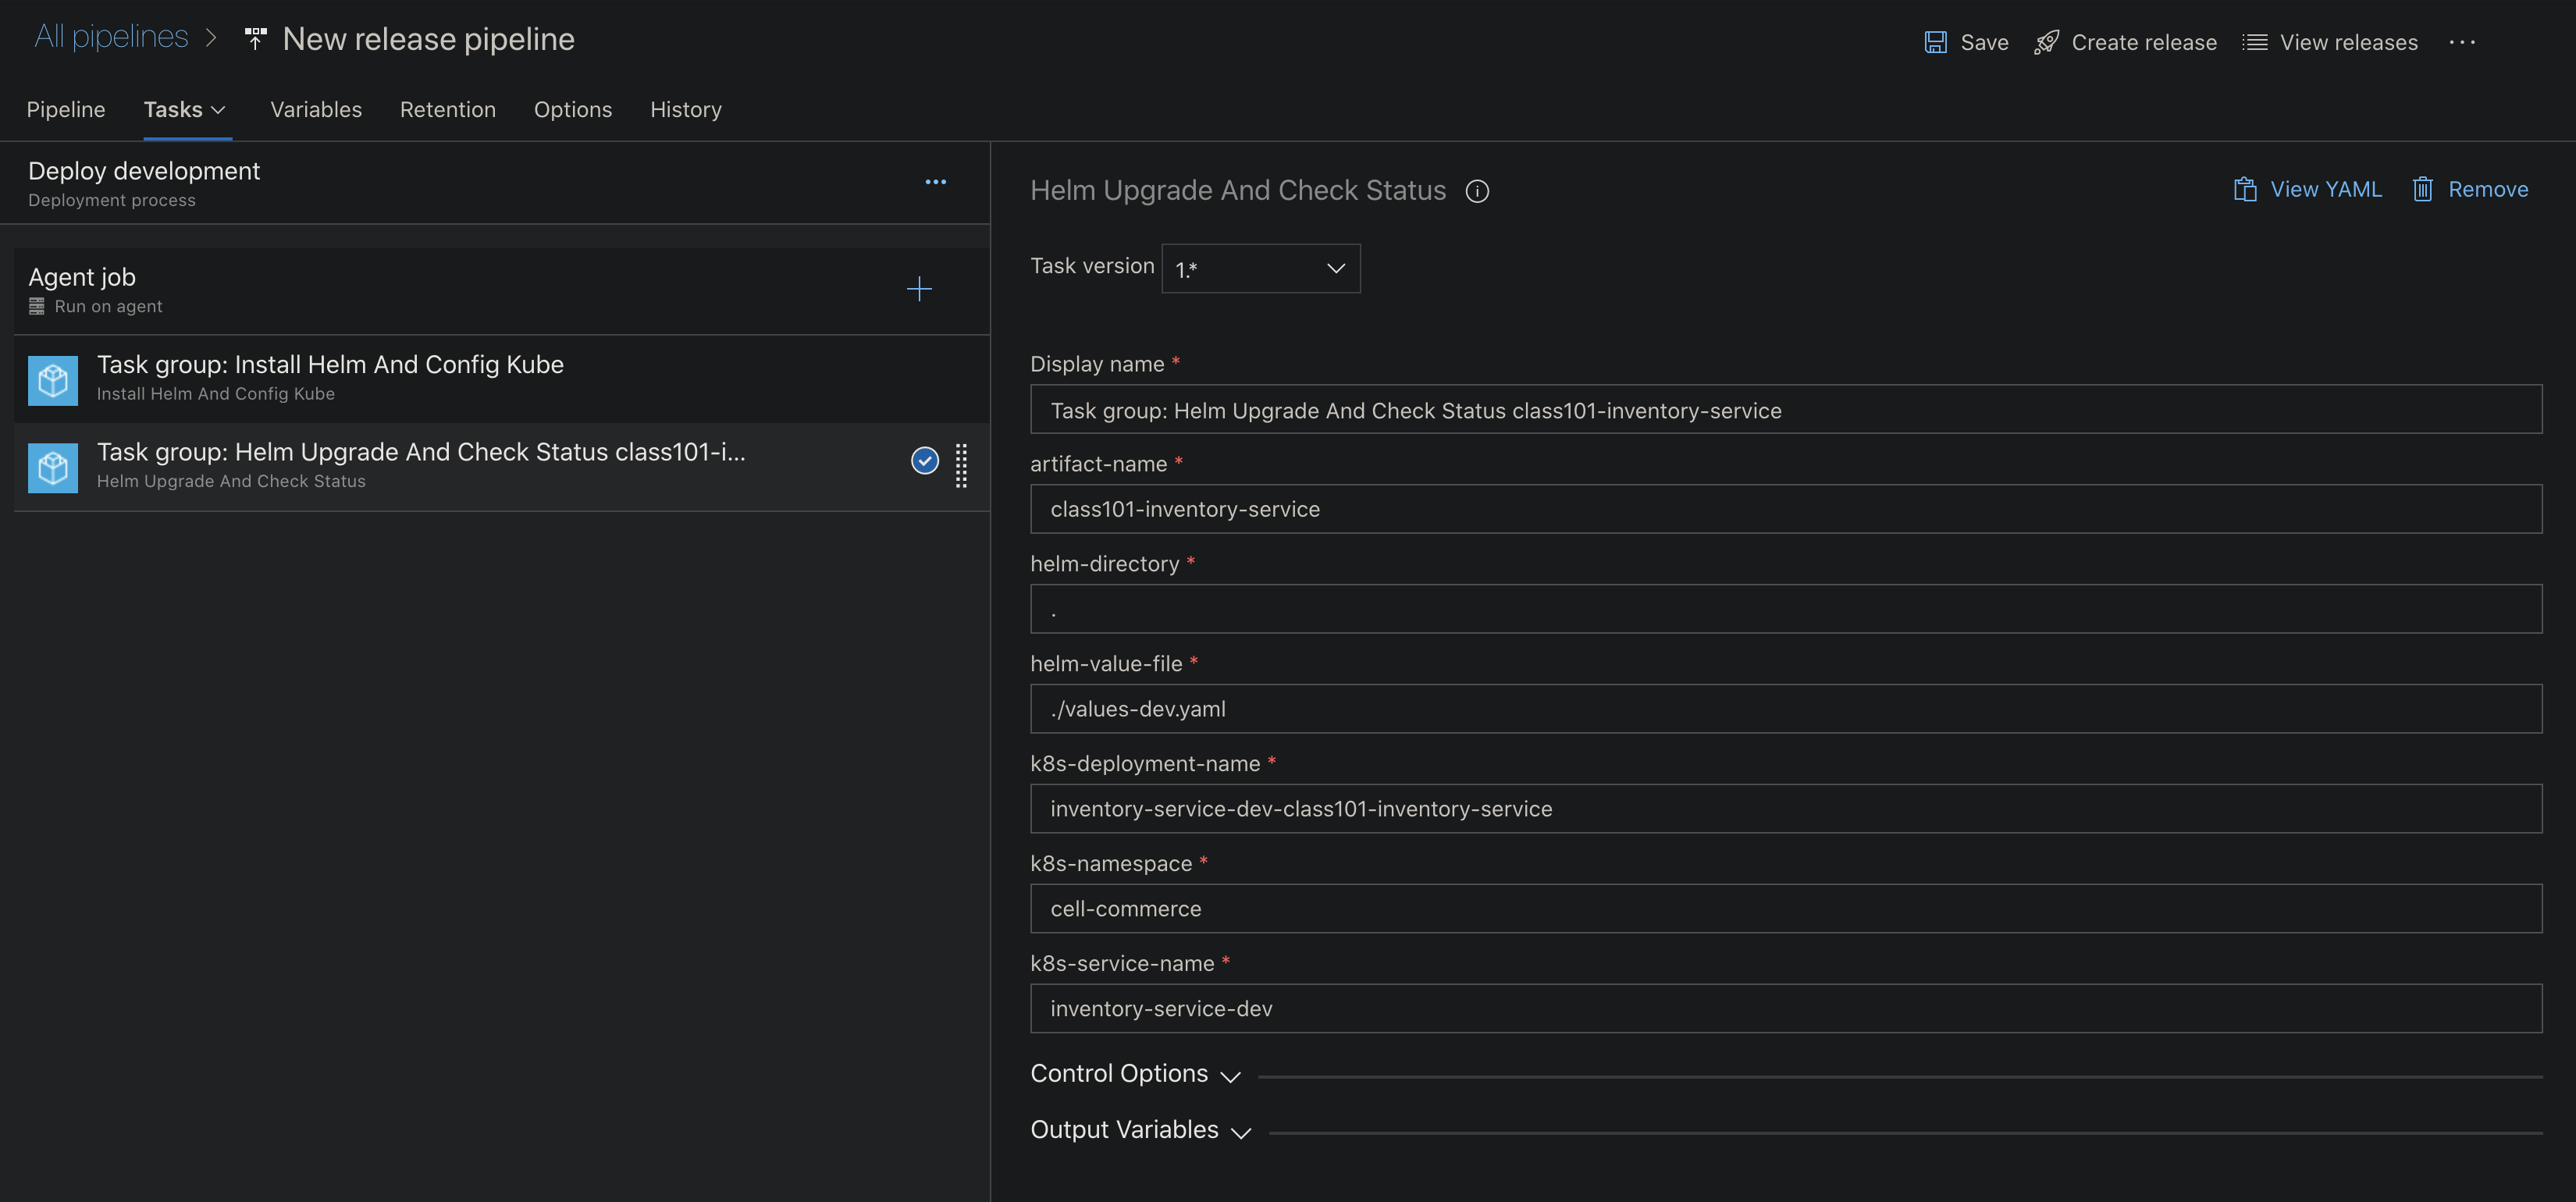 All pipelines > New release pipeline
Save Create release View releases ...
Pipeline Tasks Variables Retention Options History
Deploy development
Deployment process
Agent job
Run on agent
Task group: Install Helm And Config Kube
Install Helm And Config Kube
Task group: Helm Upgrade And Check Status class101-i...
Helm Upgrade And Check Status
Helm Upgrade And Check Status
View YAML Remove
Task version 1.*
Display name *
Task group: Helm Upgrade And Check Status class101-inventory-service
artifact-name *
class101-inventory-service
helm-directory *
.
helm-value-file *
./values-dev.yaml
k8s-deployment-name *
inventory-service-dev-class101-inventory-service
k8s-namespace *
cell-commerce
k8s-service-name *
inventory-service-dev
Control Options
Output Variables